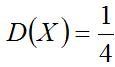 D(X) = 1/4